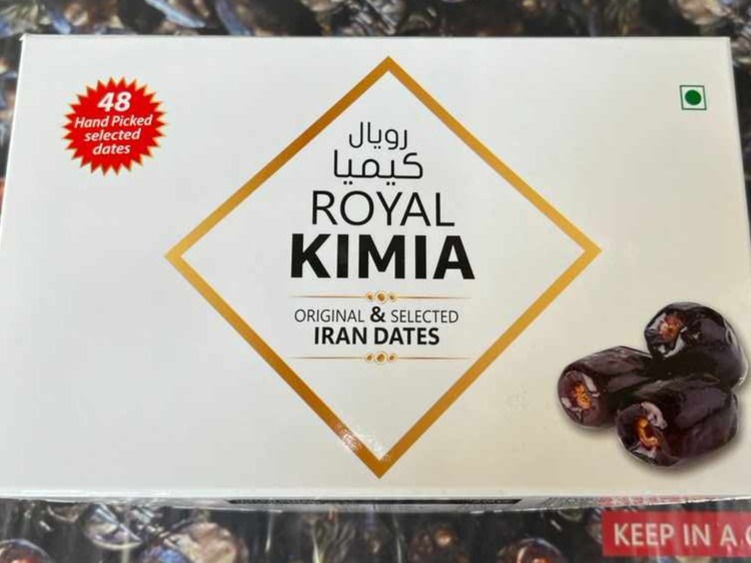 48
Hand Picked
selected
dates
رويال
كيميا
ROYAL
KIMIA
ORIGINAL & SELECTED
IRAN DATES
KEEP IN A.C